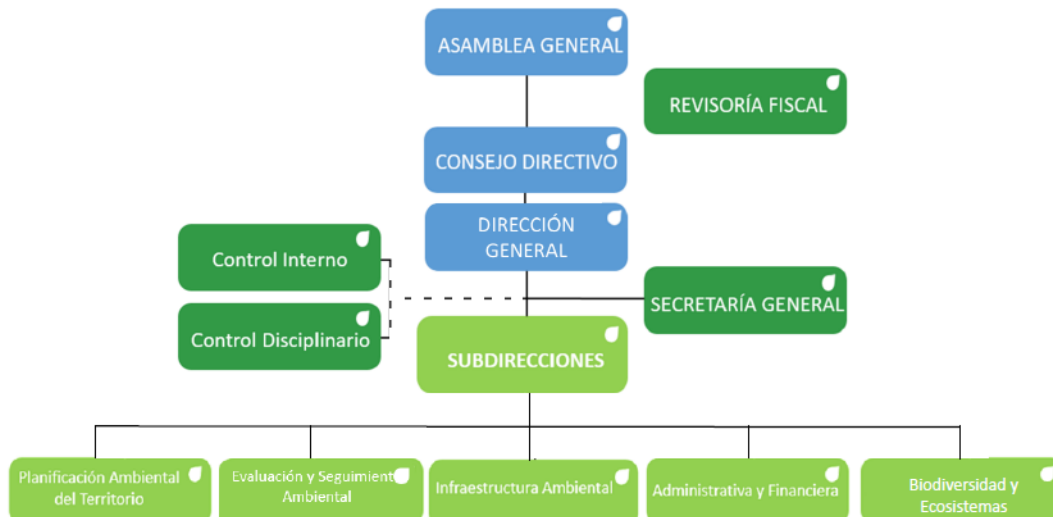 ASAMBLEA GENERAL
REVISORÍA FISCAL
CONSEJO DIRECTIVO
DIRECCIÓN
GENERAL
Control Interno
SECRETARÍA GENERAL
Control Disciplinario
SUBDIRECCIONES
Planificación Ambiental
del Territorio
Evaluación y Seguimiento
Ambiental
Infraestructura Ambiental
Administrativa y Financiera
Biodiversidad y
Ecosistemas